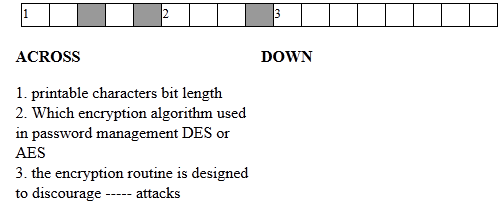 1 2 3
ACROSS DOWN
1. printable characters bit length
2. Which encryption algorithm used
in password management DES or
AES
3. the encryption routine is designed
to discourage ----- attacks